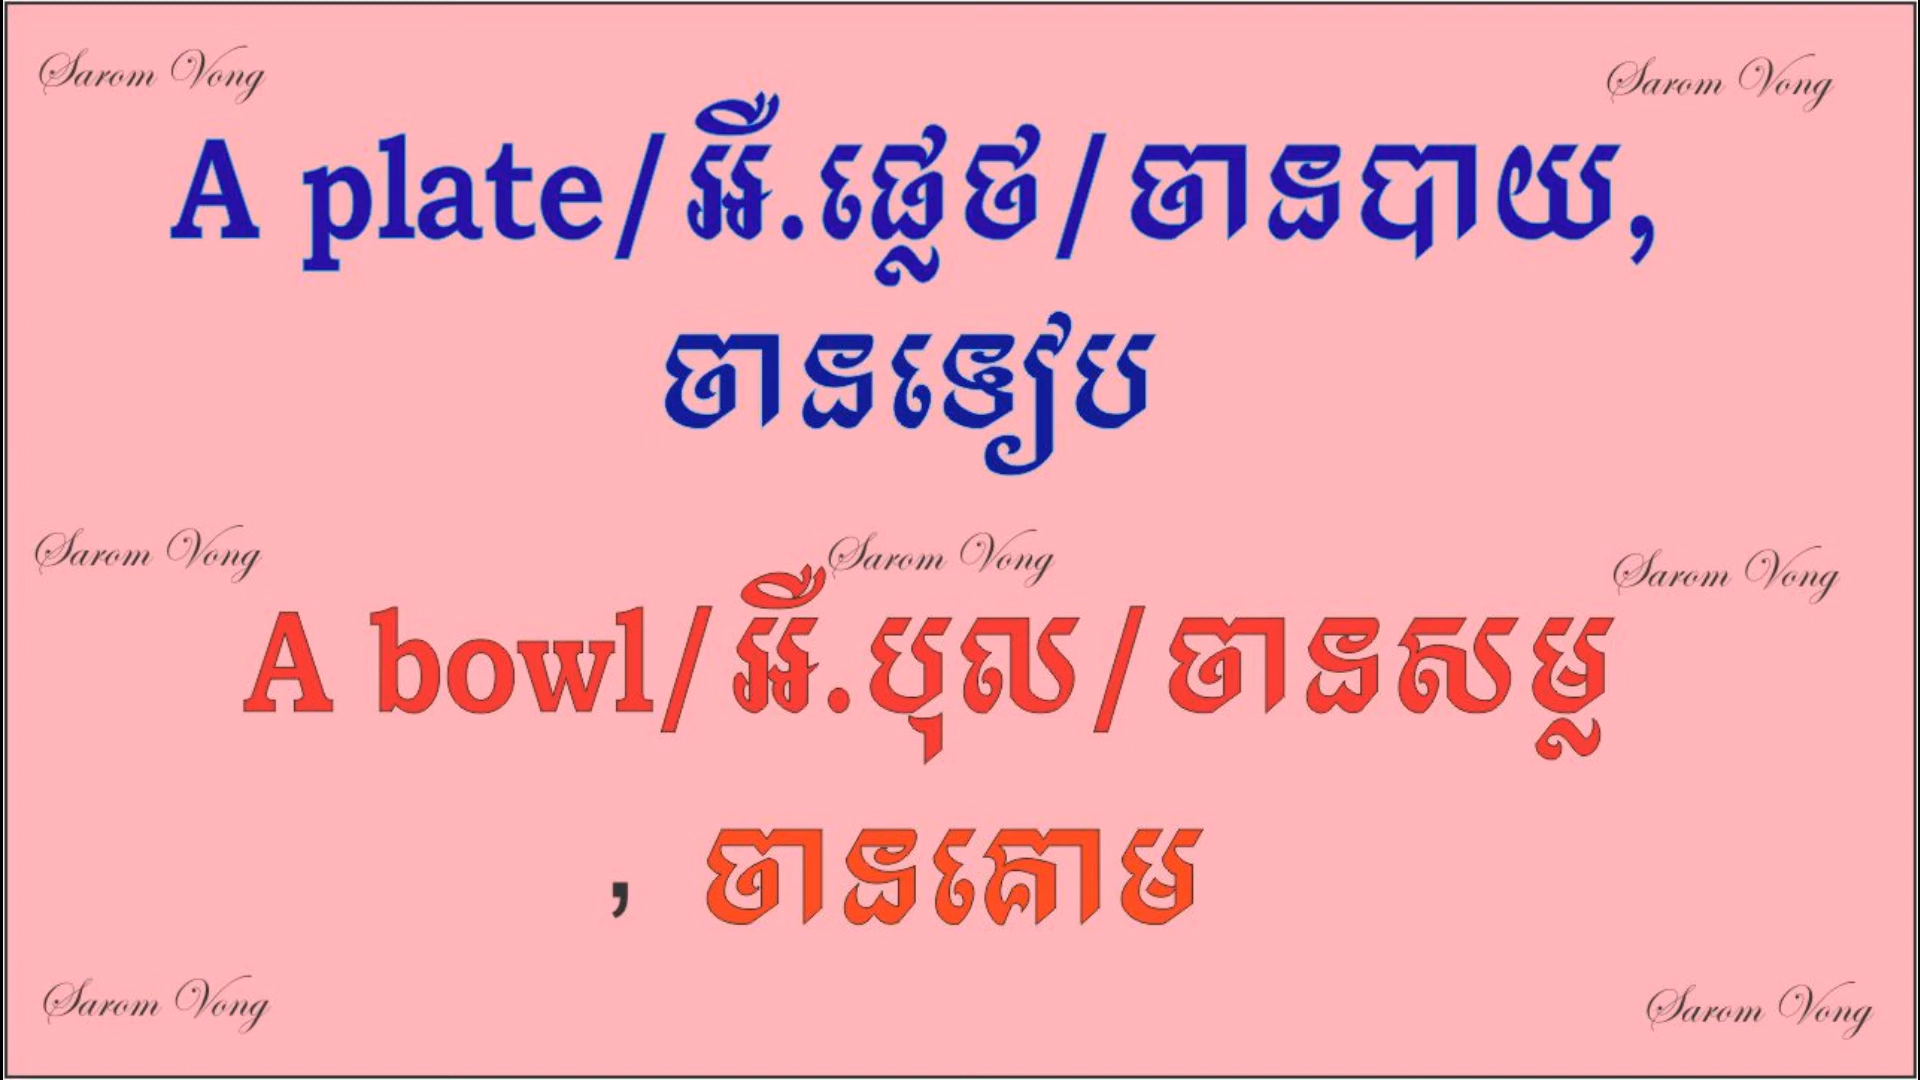 Sarom Vong Sarom Vong
A plate/អ៊ឺ.ផ្លេថ/ចានបាយ,
ចានទៀប
Sarom Vong Sarom Vong Sarom Vong
A bowl/អ៊ឺ.បុល/ចានសម្ល
, ចានគោម
Sarom Vong Sarom Vong